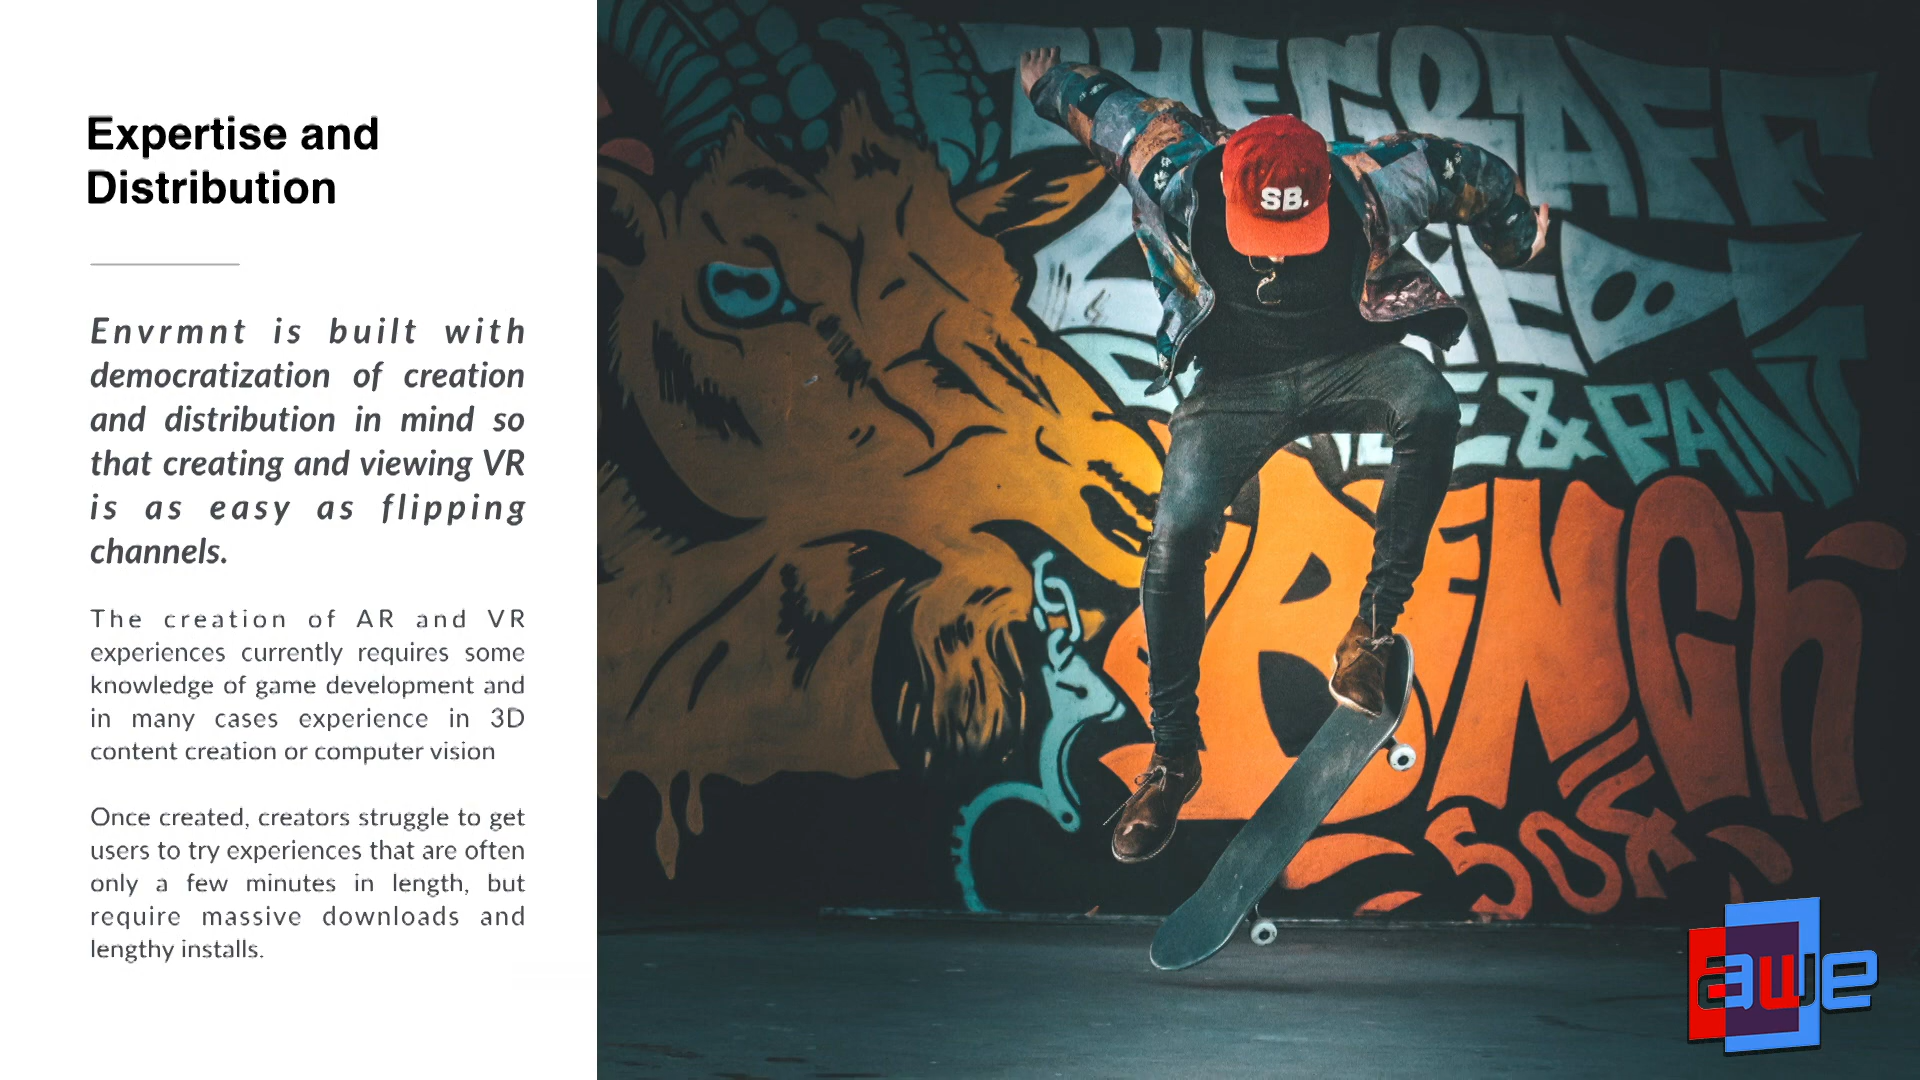 Expertise and
Distribution
Envrmnt is built with
democratization of creation
and distribution in mind so
that creating and viewing VR
is as easy as flipping
channels.
The creation of AR and VR
experiences currently requires some
knowledge of game development and
in many cases experience in 3D
content creation or computer vision
Once created, creators struggle to get
users to try experiences that are often
only a few minutes in length, but
require massive downloads and
lengthy installs.
THEGRAFF
SB.
& PAINT
awe